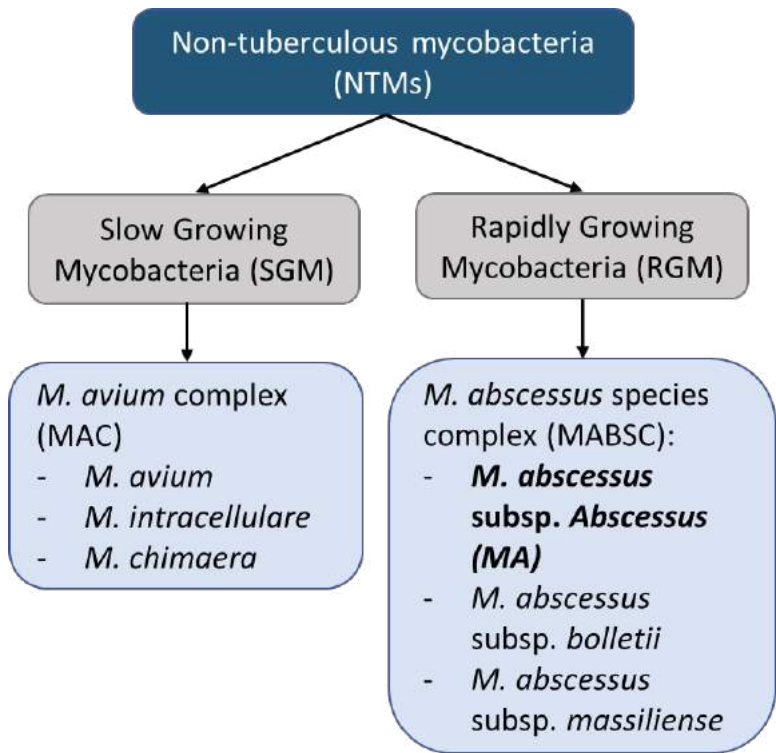 Non-tuberculous mycobacteria
(NTMs)
Slow Growing
Mycobacteria (SGM)
Rapidly Growing
Mycobacteria (RGM)
M. avium complex
(MAC)
- M. avium
- M. intracellulare
- M. chimaera
M. abscessus species
complex (MABSC):
- M. abscessus
subsp. Abscessus
(MA)
- M. abscessus
subsp. bolletii
- M. abscessus
subsp. massiliense